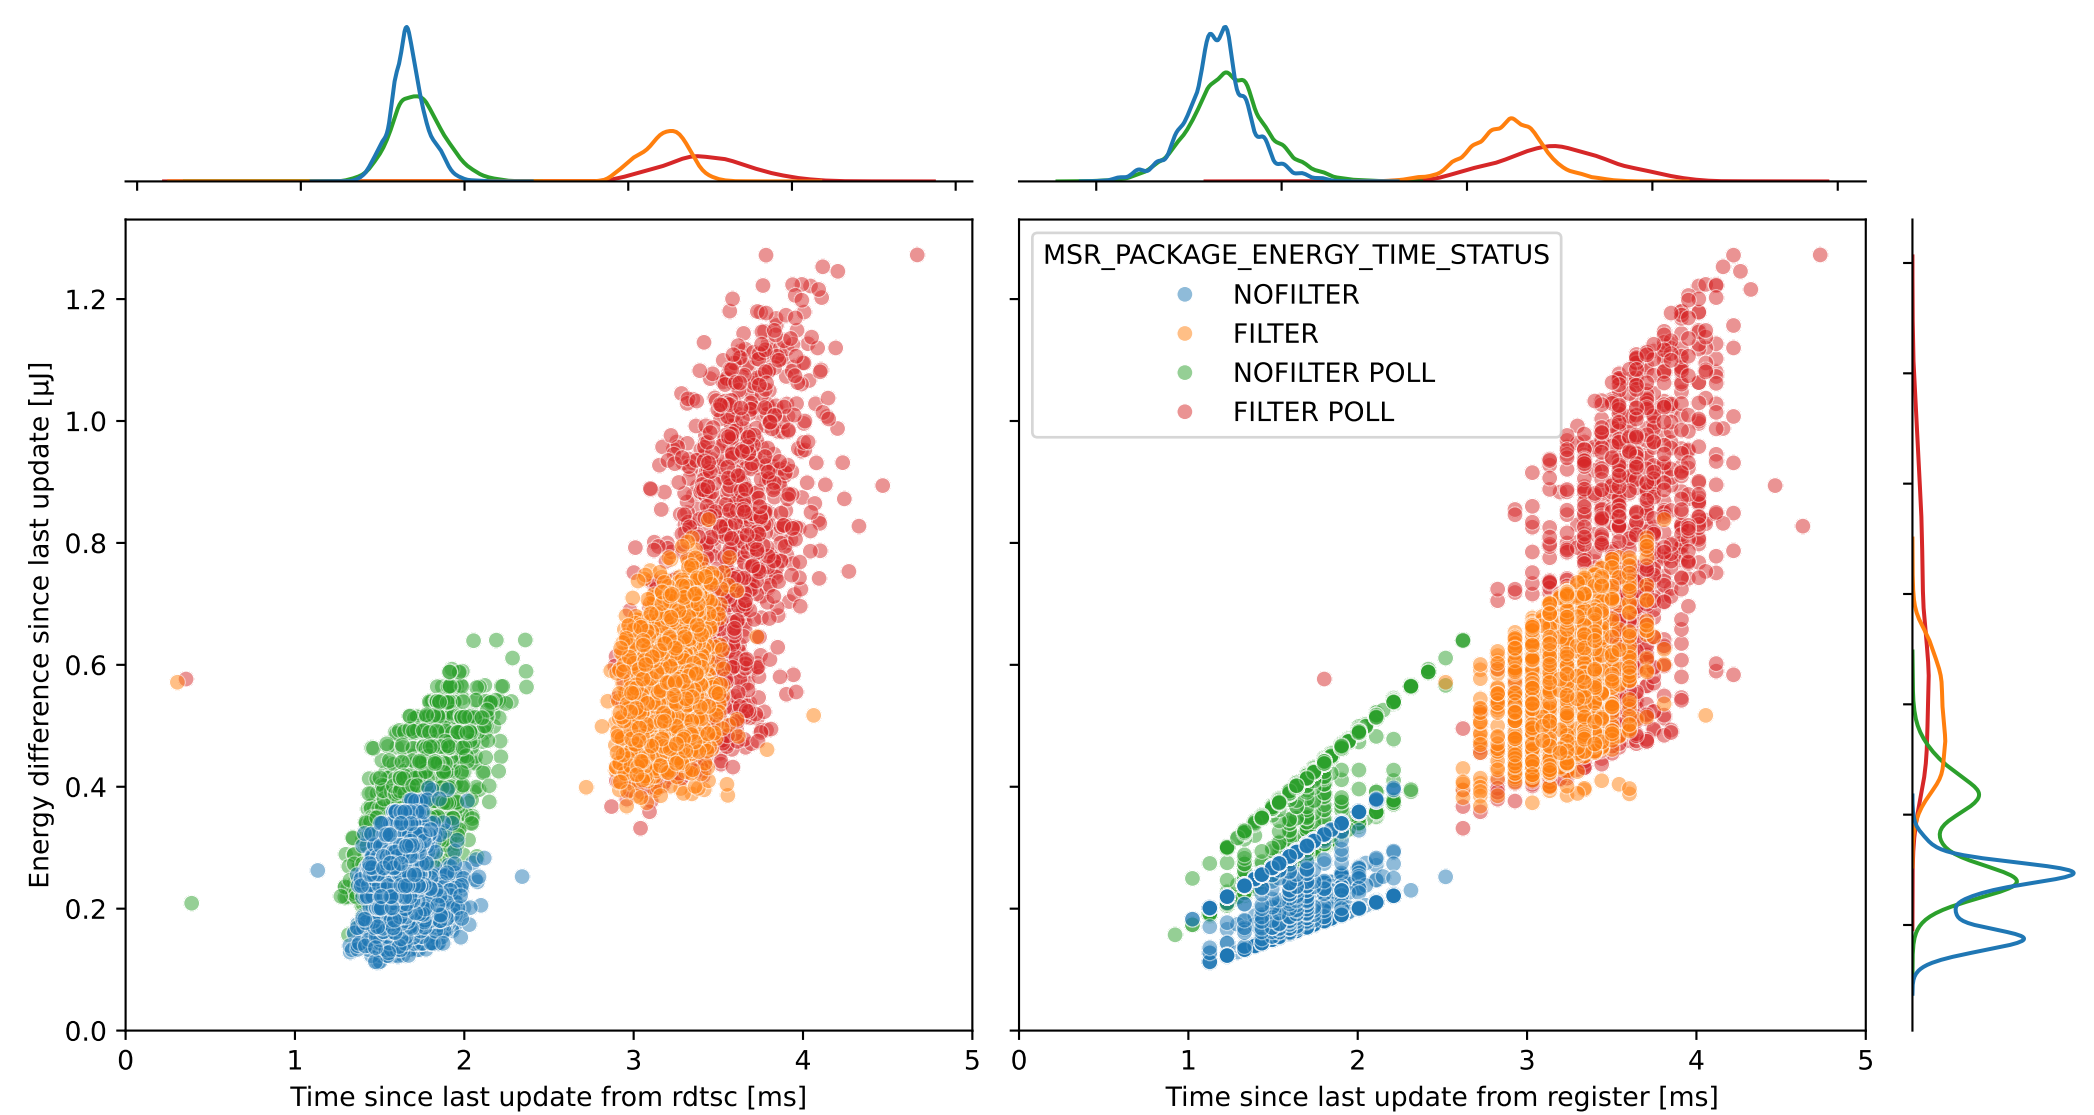 MSR_PACKAGE_ENERGY_TIME_STATUS
NOFILTER
FILTER
NOFILTER POLL
FILTER POLL
Energy difference since last update [µJ]
1.2
1.0
0.8
0.6
0.4
0.2
0.0
0 1 2 3 4 5
0 1 2 3 4 5
Time since last update from rdtsc [ms]
Time since last update from register [ms]